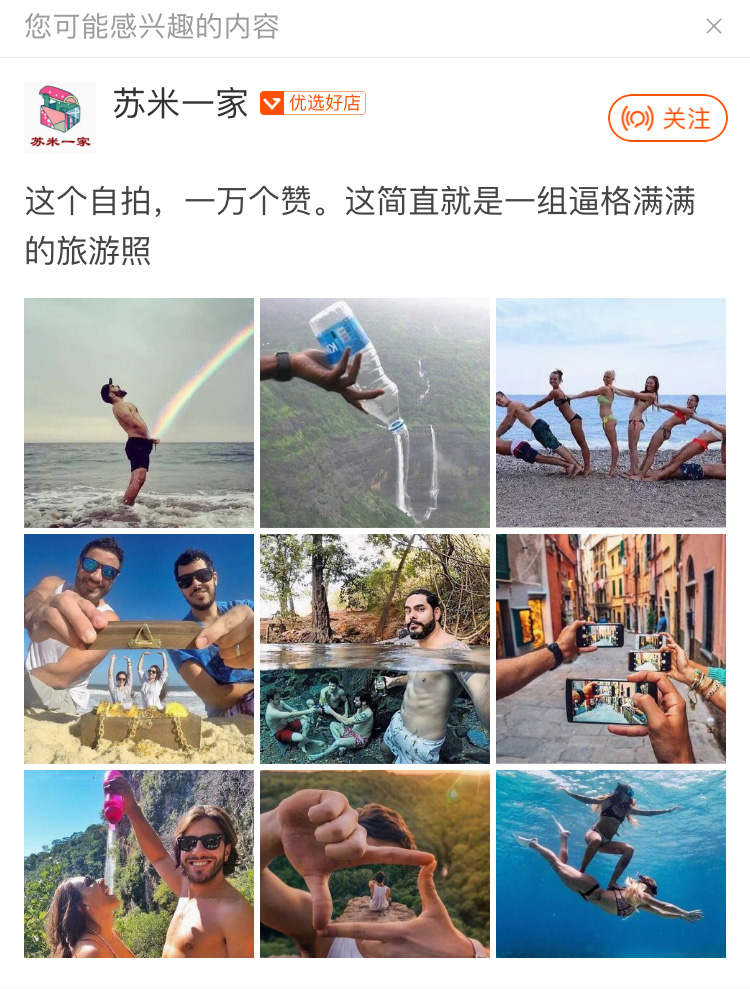 您可能感兴趣的内容
苏米一家
苏米一家
优选好店
关注
这个自拍，一万个赞。这简直就是一组逼格满满
的旅游照